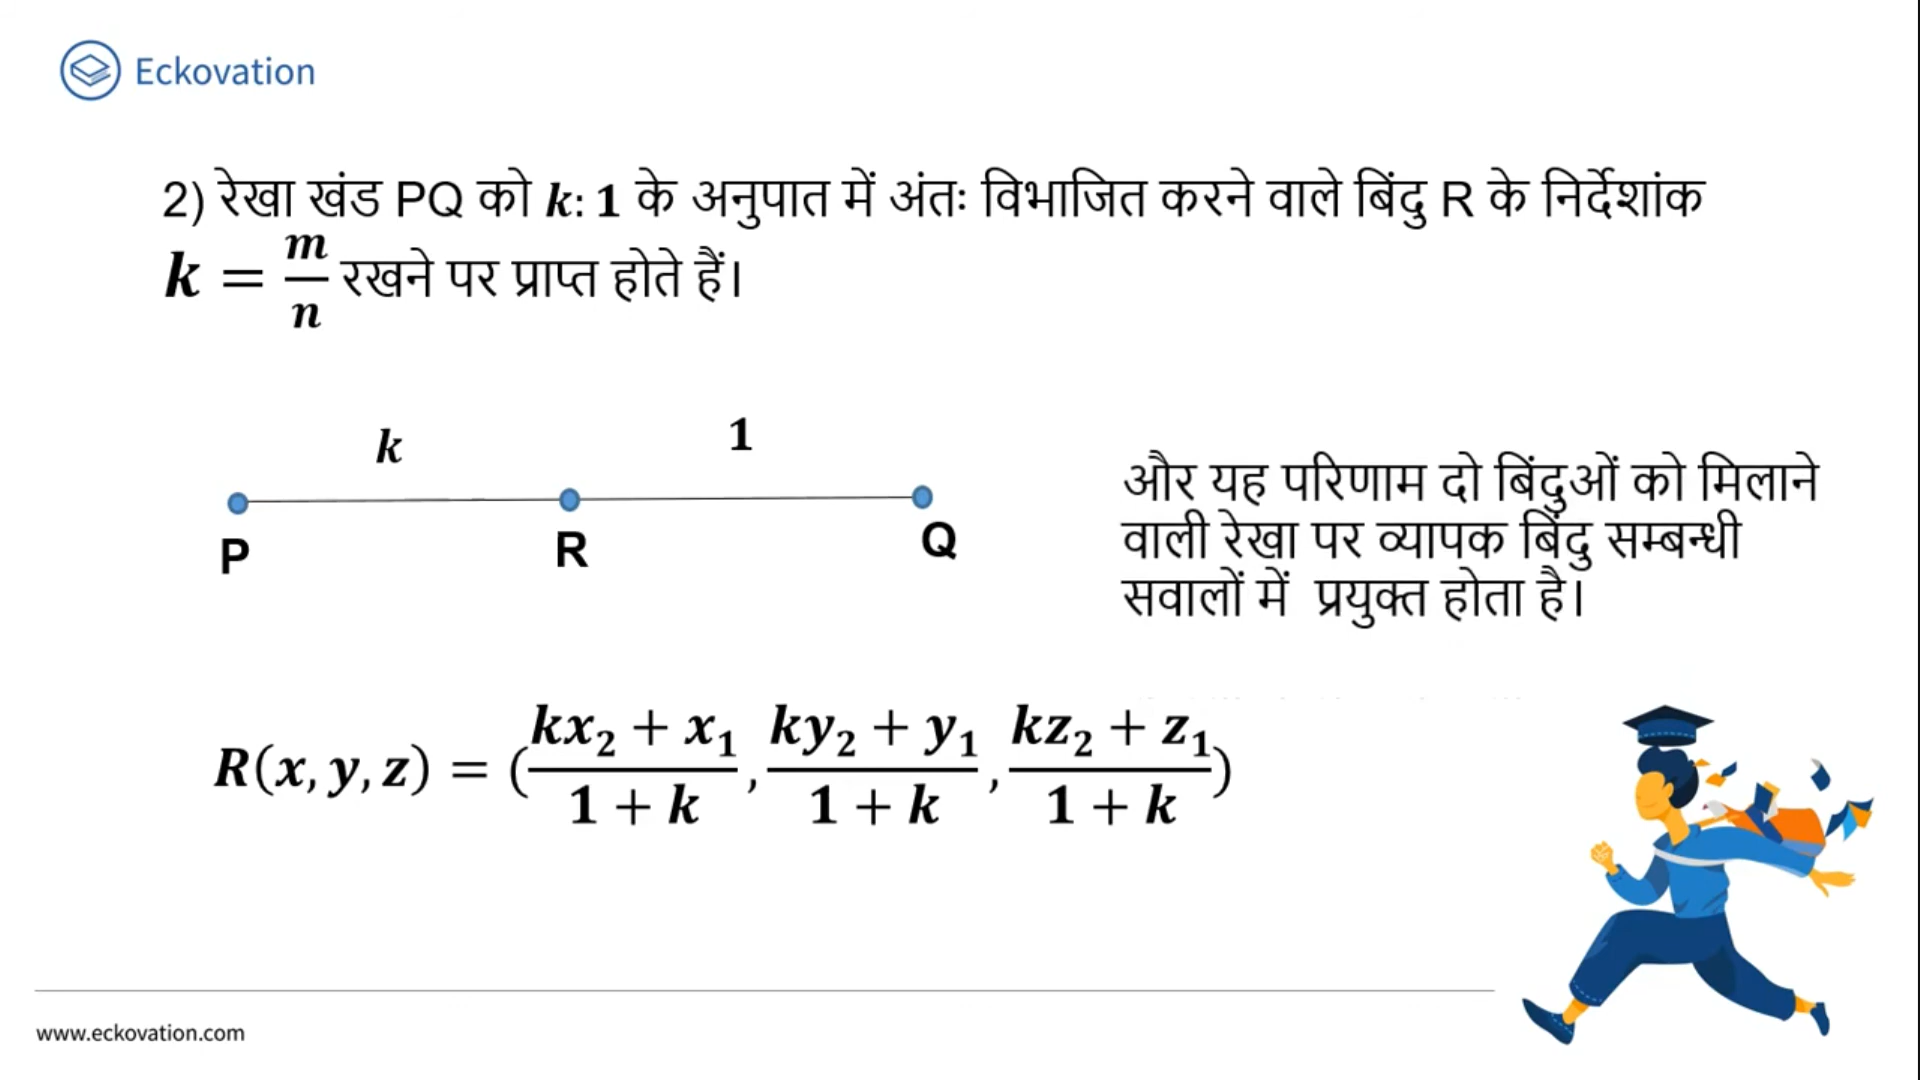 Eckovation
2) रेखा खंड PQ को k: 1 के अनुपात में अंतः विभाजित करने वाले बिंदु R के निर्देशांक
k = m/n रखने पर प्राप्त होते हैं।
k 1
P R Q
और यह परिणाम दो बिंदुओं को मिलाने
वाली रेखा पर व्यापक बिंदु सम्बन्धी
सवालों में प्रयुक्त होता है।
R(x, y, z) = ((kx₂ + x₁)/(1 + k), (ky₂ + y₁)/(1 + k), (kz₂ + z₁)/(1 + k))
www.eckovation.com